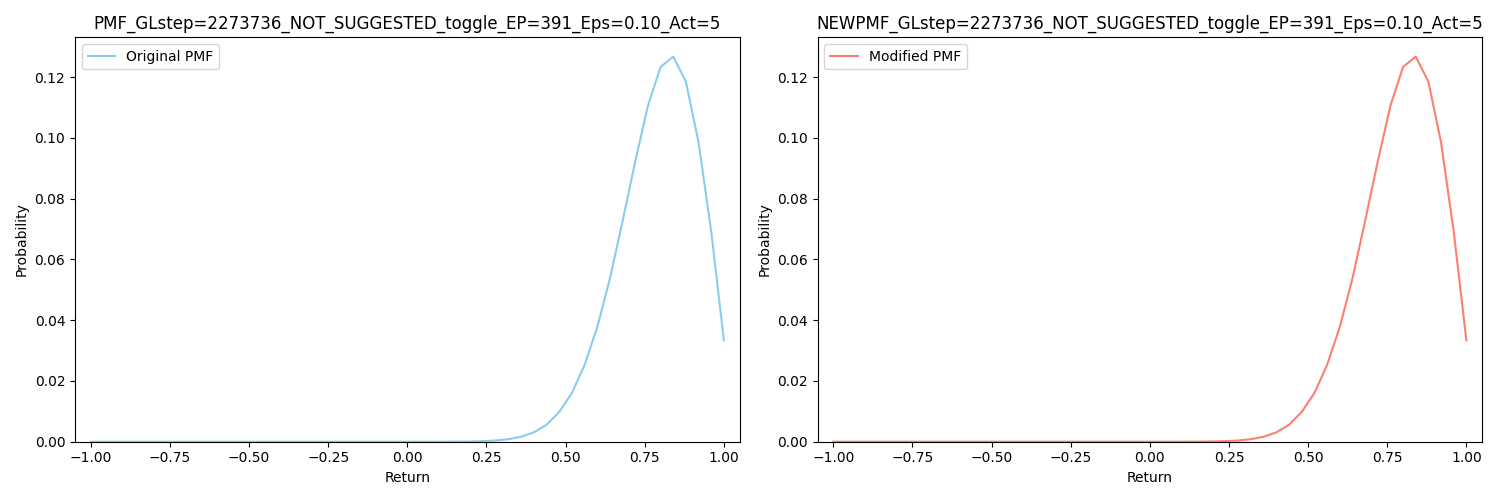 PMF_GLstep=2273736_NOT_SUGGESTED_toggle_EP=391_Eps=0.10_Act=5
Original PMF
Probability
0.12
0.10
0.08
0.06
0.04
0.02
0.00
−1.00 −0.75 −0.50 −0.25 0.00 0.25 0.50 0.75 1.00
Return
NEWPMF_GLstep=2273736_NOT_SUGGESTED_toggle_EP=391_Eps=0.10_Act=5
Modified PMF
Probability
0.12
0.10
0.08
0.06
0.04
0.02
0.00
−1.00 −0.75 −0.50 −0.25 0.00 0.25 0.50 0.75 1.00
Return